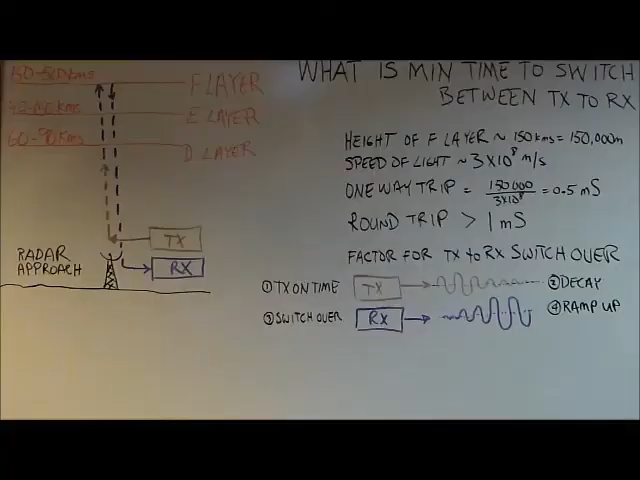 WHAT IS MIN TIME TO SWITCH
BETWEEN TX TO RX
F LAYER
E LAYER
60-90kms
D LAYER
HEIGHT OF F LAYER ~ 150kms = 150,000m
SPEED OF LIGHT ~ 3×10⁸ m/s
ONE WAY TRIP = 150000 / 3×10⁸ = 0.5 mS
ROUND TRIP > 1 mS
FACTOR FOR TX to RX SWITCH OVER
① TX ON TIME TX ② DECAY
③ SWITCH OVER RX ④ RAMP UP
TX
RX
RADAR
APPROACH